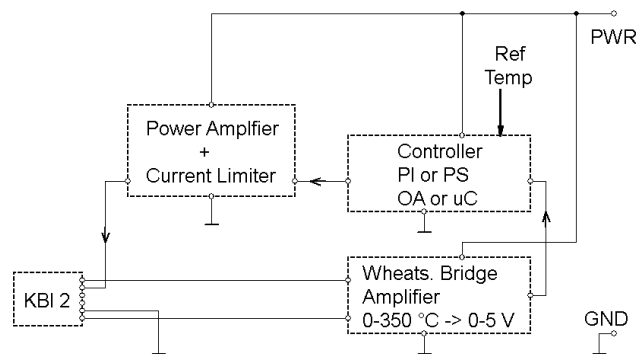 PWR
Ref
Temp
Power Amplfier
+
Current Limiter
Controller
PI or PS
OA or uC
KBI 2
Wheats. Bridge
Amplifier
0-350 °C -> 0-5 V
GND